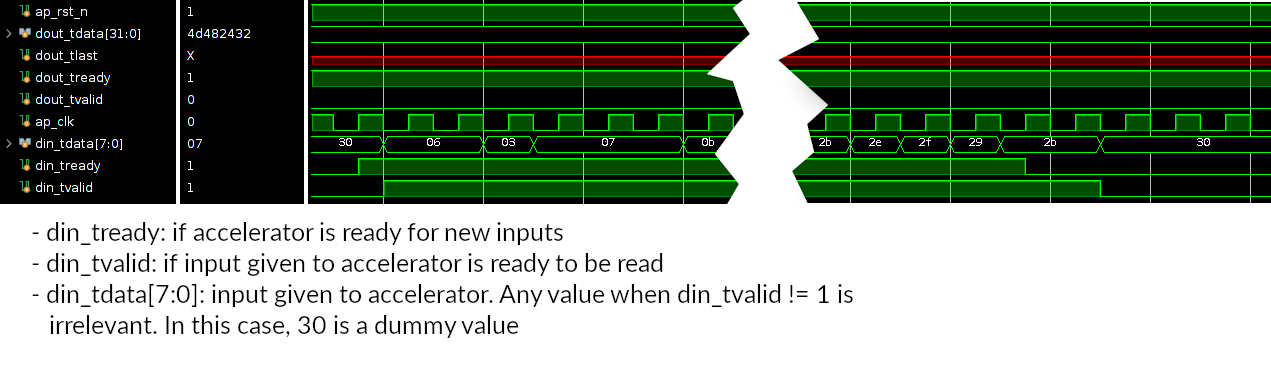 ap_rst_n 1
dout_tdata[31:0] 4d482432
dout_tlast X
dout_tready 1
dout_tvalid 0
ap_clk 0
din_tdata[7:0] 07 30 06 03 07 0b 2b 2e 2f 29 2b 30
din_tready 1
din_tvalid 1
- din_tready: if accelerator is ready for new inputs
- din_tvalid: if input given to accelerator is ready to be read
- din_tdata[7:0]: input given to accelerator. Any value when din_tvalid != 1 is
irrelevant. In this case, 30 is a dummy value